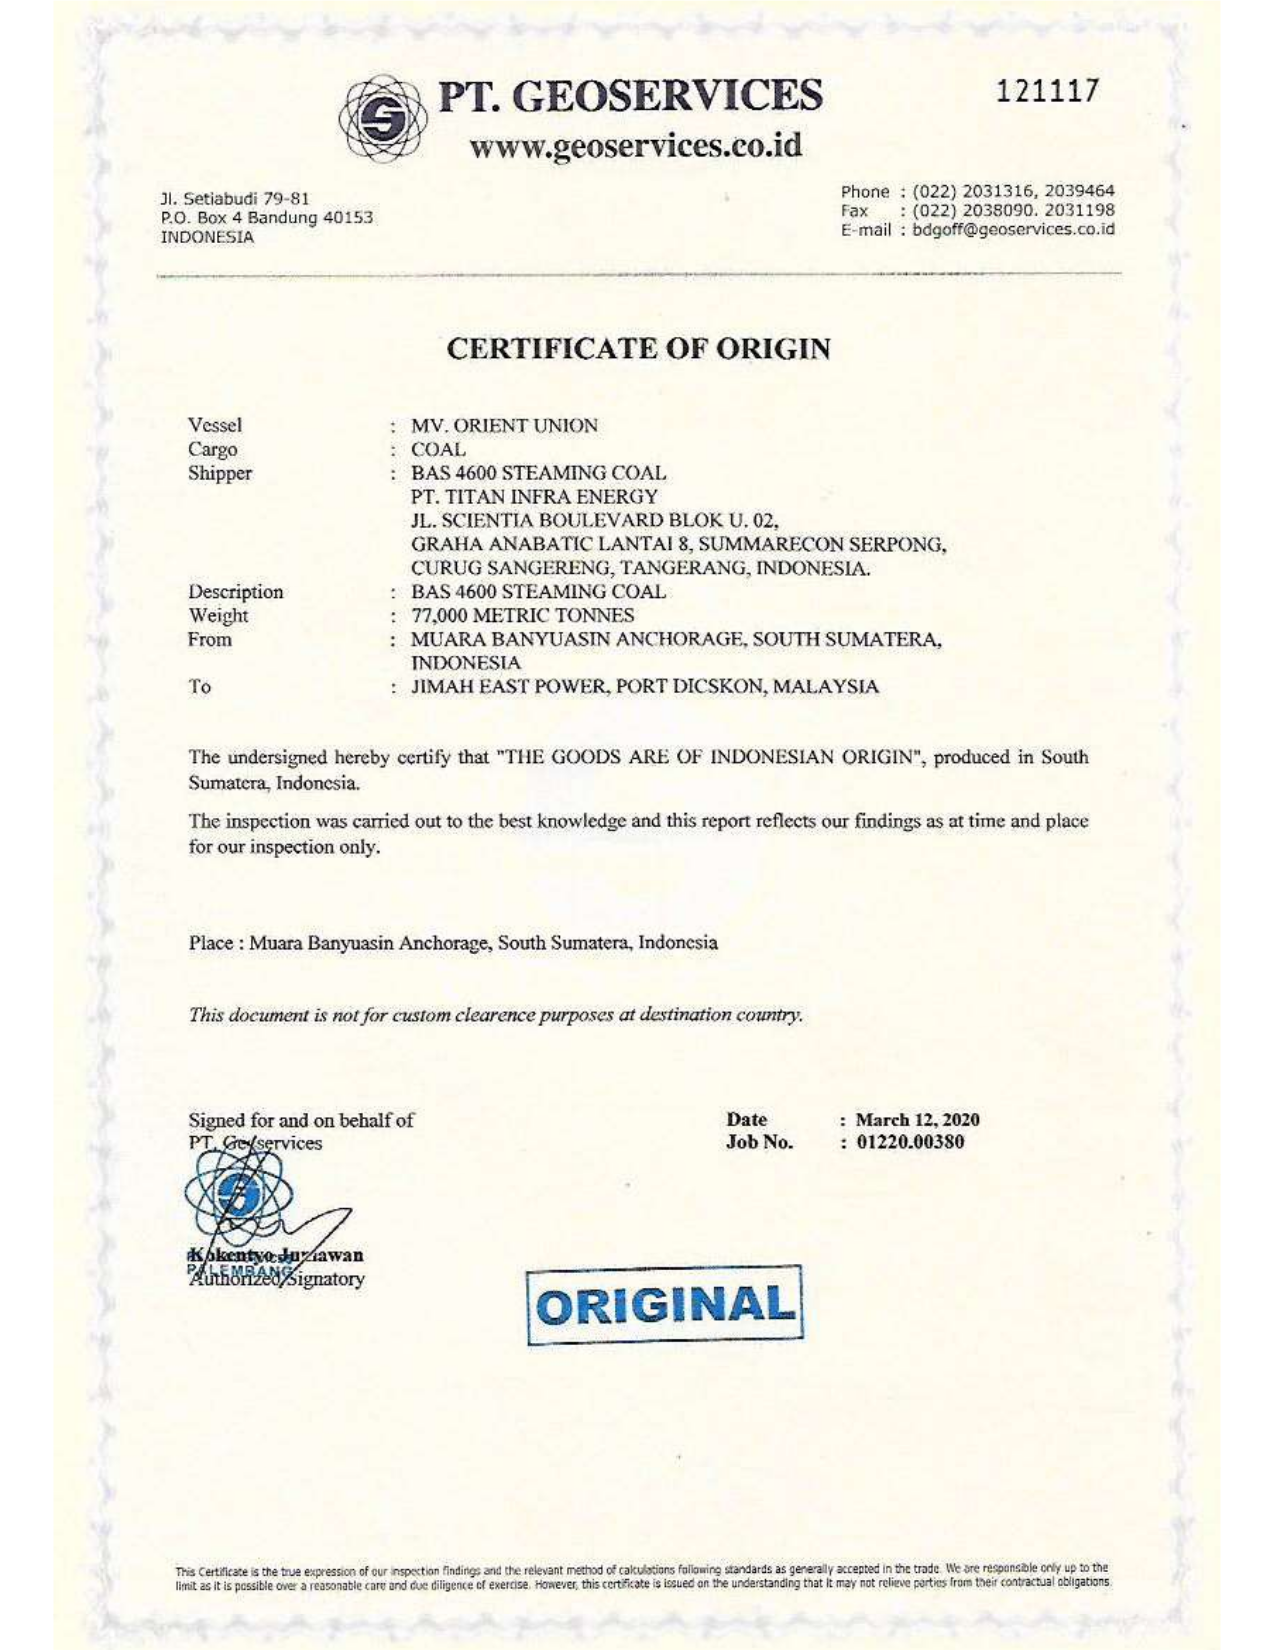 PT. GEOSERVICES
www.geoservices.co.id
121117
Jl. Setiabudi 79-81
P.O. Box 4 Bandung 40153
INDONESIA
Phone : (022) 2031316, 2039464
Fax : (022) 2038090. 2031198
E-mail : bdgoff@geoservices.co.id
CERTIFICATE OF ORIGIN
Vessel : MV. ORIENT UNION
Cargo : COAL
Shipper : BAS 4600 STEAMING COAL
PT. TITAN INFRA ENERGY
JL. SCIENTIA BOULEVARD BLOK U. 02,
GRAHA ANABATIC LANTAI 8, SUMMARECON SERPONG,
CURUG SANGERENG, TANGERANG, INDONESIA.
Description : BAS 4600 STEAMING COAL
Weight : 77,000 METRIC TONNES
From : MUARA BANYUASIN ANCHORAGE, SOUTH SUMATERA,
INDONESIA
To : JIMAH EAST POWER, PORT DICSKON, MALAYSIA
The undersigned hereby certify that "THE GOODS ARE OF INDONESIAN ORIGIN", produced in South
Sumatera, Indonesia.
The inspection was carried out to the best knowledge and this report reflects our findings as at time and place
for our inspection only.
Place : Muara Banyuasin Anchorage, South Sumatera, Indonesia
This document is not for custom clearence purposes at destination country.
Signed for and on behalf of
PT. Geoservices
Date : March 12, 2020
Job No. : 01220.00380
PALEMBANG
Authorized Signatory
ORIGINAL
This Certificate is the true expression of our inspection findings and the relevant method of calculations following standards as generally accepted in the trade. We are responsible only up to the
limit as it is possible over a reasonable care and due diligence of exercise. However, this certificate is issued on the understanding that it may not relieve parties from their contractual obligations.